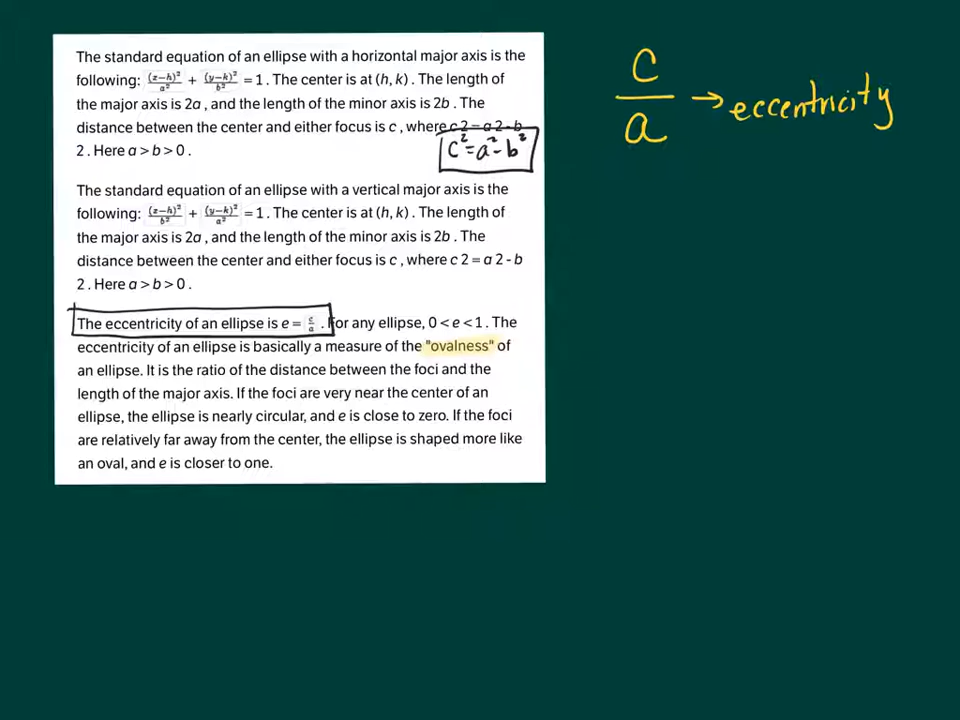 The standard equation of an ellipse with a horizontal major axis is the
following: (x-h)²/a² + (y-k)²/b² = 1 . The center is at (h, k) . The length of
the major axis is 2a , and the length of the minor axis is 2b . The
distance between the center and either focus is c , where c 2 = a 2 - b
2 . Here a > b > 0 .
c² = a² - b²
The standard equation of an ellipse with a vertical major axis is the
following: (x-h)²/b² + (y-k)²/a² = 1 . The center is at (h, k) . The length of
the major axis is 2a , and the length of the minor axis is 2b . The
distance between the center and either focus is c , where c 2 = a 2 - b
2 . Here a > b > 0 .
The eccentricity of an ellipse is e = c/a . For any ellipse, 0 < e < 1 . The
eccentricity of an ellipse is basically a measure of the "ovalness" of
an ellipse. It is the ratio of the distance between the foci and the
length of the major axis. If the foci are very near the center of an
ellipse, the ellipse is nearly circular, and e is close to zero. If the foci
are relatively far away from the center, the ellipse is shaped more like
an oval, and e is closer to one.
c/a → eccentricity